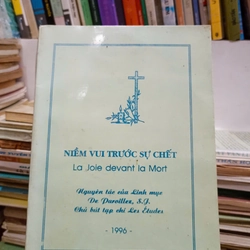 NIỀM VUI TRƯỚC SỰ CHẾT
La Joie devant la Mort
Nguyên tác của Linh mục
De Parvillez, S.J.
Chủ bút tạp chí Les Études
- 1996 -